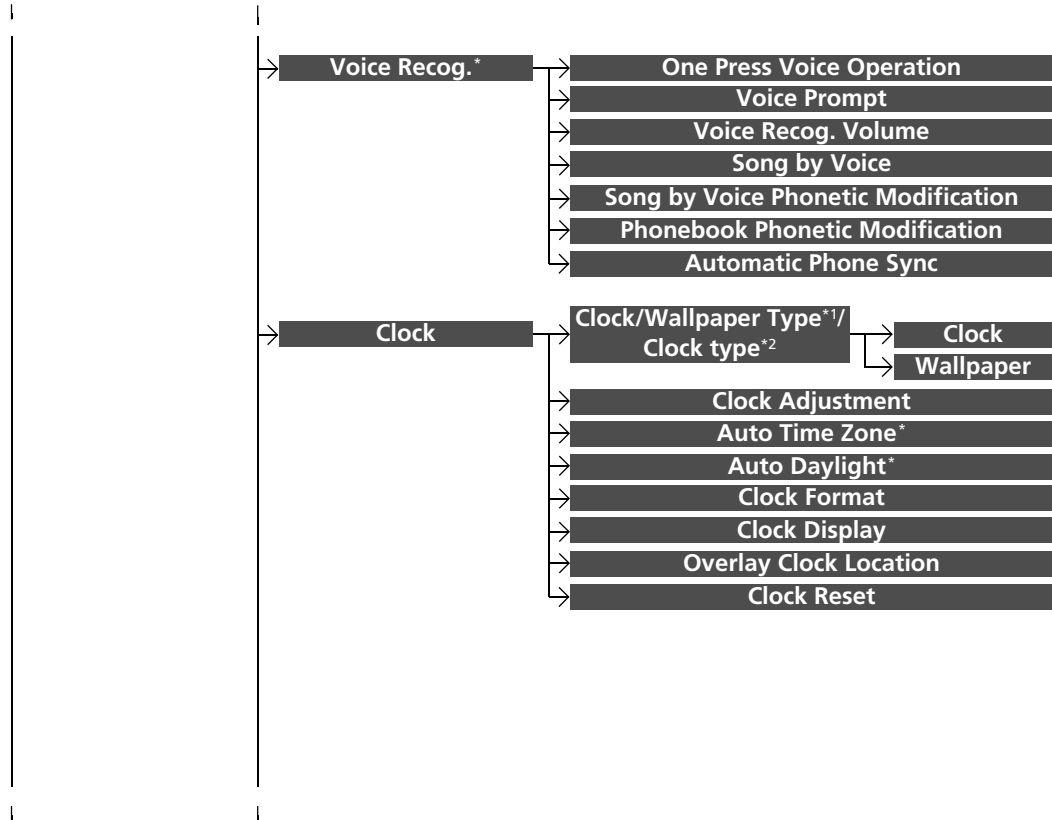 Voice Recog.*
One Press Voice Operation
Voice Prompt
Voice Recog. Volume
Song by Voice
Song by Voice Phonetic Modification
Phonebook Phonetic Modification
Automatic Phone Sync
Clock
Clock/Wallpaper Type*1/
Clock type*2
Clock
Wallpaper
Clock Adjustment
Auto Time Zone*
Auto Daylight*
Clock Format
Clock Display
Overlay Clock Location
Clock Reset